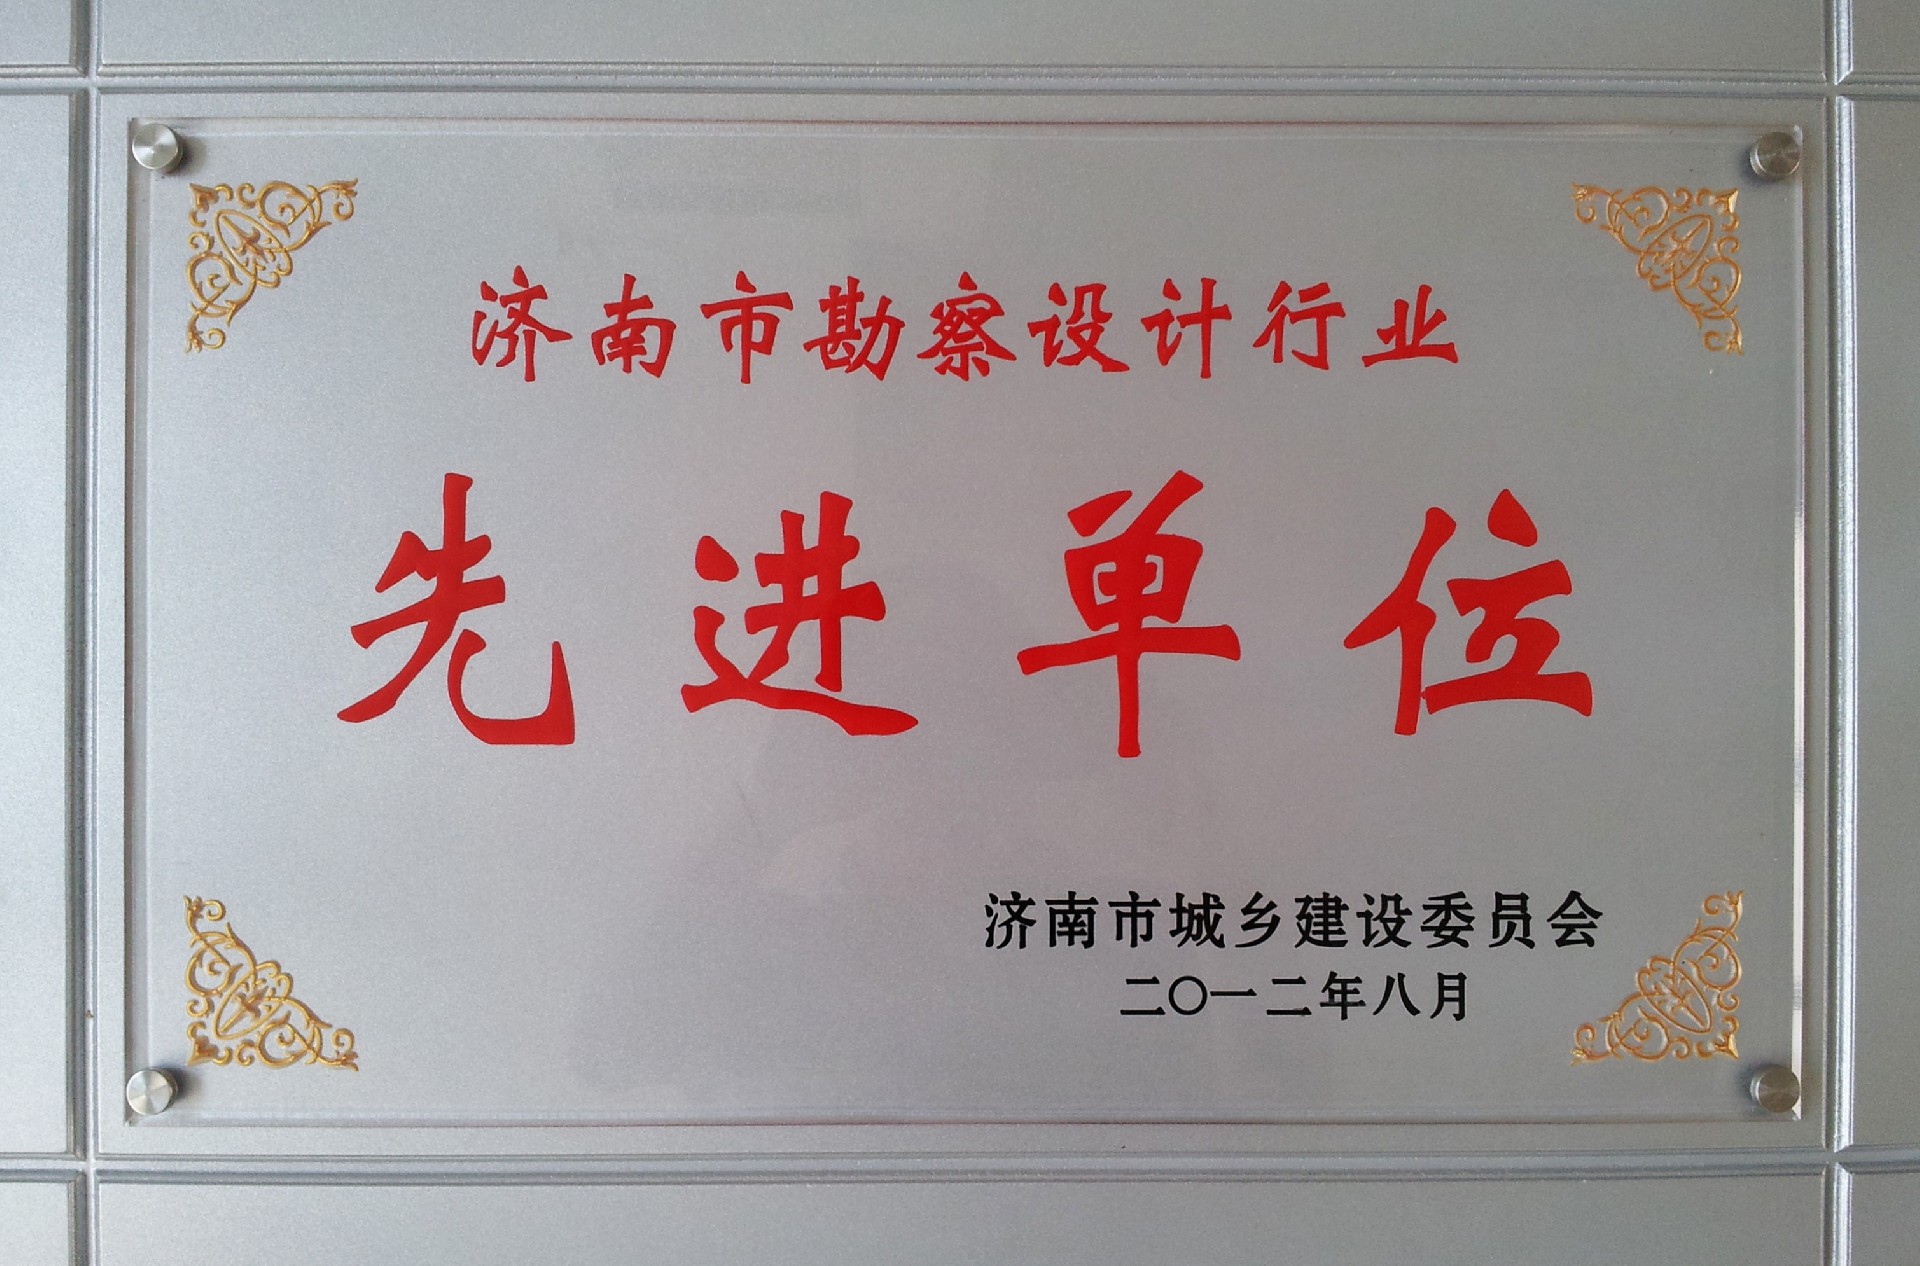 济南市勘察设计行业
先进单位
济南市城乡建设委员会
二〇一二年八月